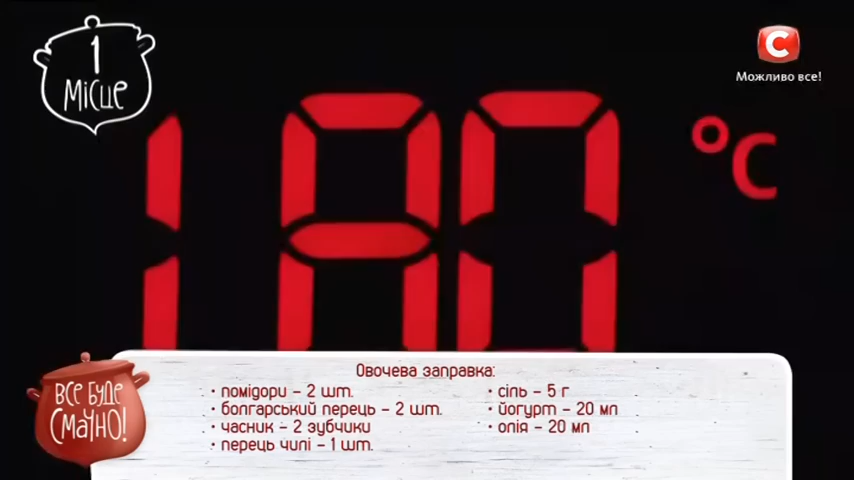 1
місце
Можливо все!
180 °C
Овочева заправка:
· помідори – 2 шт.
· болгарський перець – 2 шт.
· часник – 2 зубчики
· перець чилі – 1 шт.
· сіль – 5 г
· йогурт – 20 мл
· олія – 20 мл
ВСЕ БУДЕ
СМАЧНО!